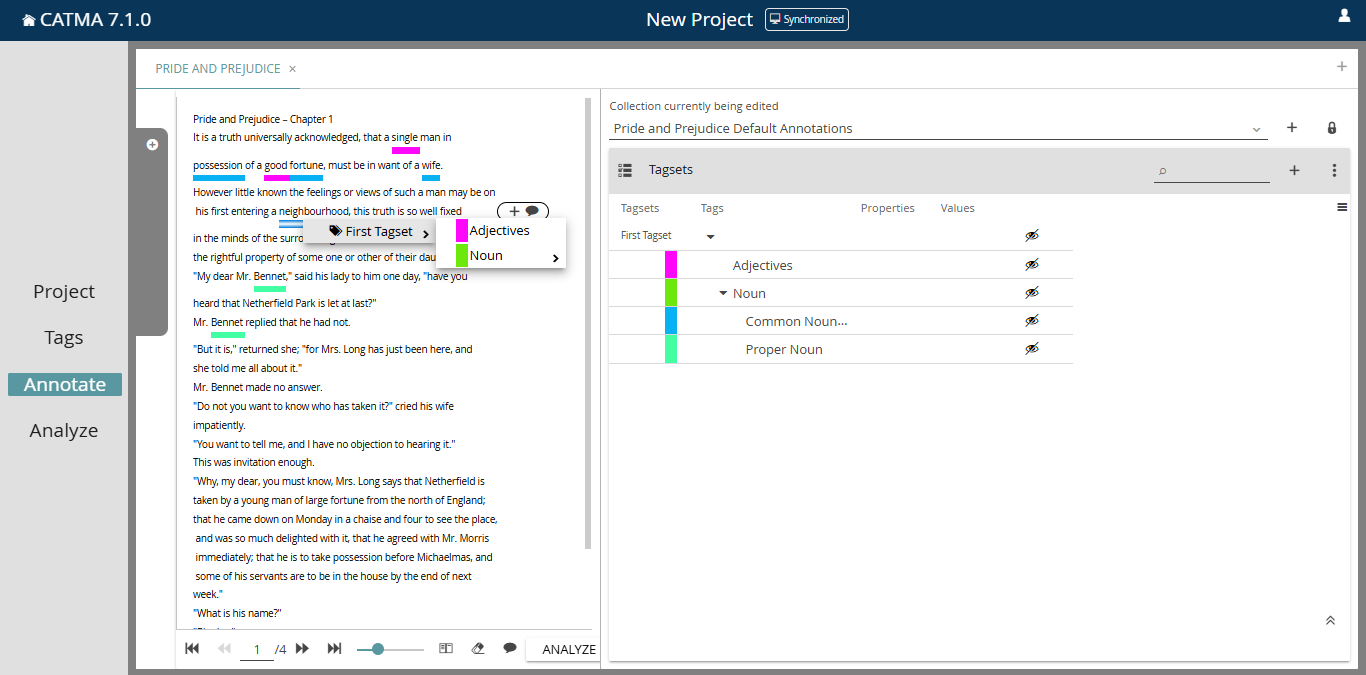 CATMA 7.1.0
New Project
Synchronized
PRIDE AND PREJUDICE ×
Project
Tags
Annotate
Analyze
Pride and Prejudice – Chapter 1
It is a truth universally acknowledged, that a single man in
possession of a good fortune, must be in want of a wife.
However little known the feelings or views of such a man may be on
his first entering a neighbourhood, this truth is so well fixed
in the minds of the surro
the rightful property of some one or other of their dau
"My dear Mr. Bennet," said his lady to him one day, "have you
heard that Netherfield Park is let at last?"
Mr. Bennet replied that he had not.
"But it is," returned she; "for Mrs. Long has just been here, and
she told me all about it."
Mr. Bennet made no answer.
"Do not you want to know who has taken it?" cried his wife
impatiently.
"You want to tell me, and I have no objection to hearing it."
This was invitation enough.
"Why, my dear, you must know, Mrs. Long says that Netherfield is
taken by a young man of large fortune from the north of England;
that he came down on Monday in a chaise and four to see the place,
and was so much delighted with it, that he agreed with Mr. Morris
immediately; that he is to take possession before Michaelmas, and
some of his servants are to be in the house by the end of next
week."
"What is his name?"
First Tagset
Adjectives
Noun
1 /4
ANALYZE
Collection currently being edited
Pride and Prejudice Default Annotations
Tagsets
Tagsets Tags Properties Values
First Tagset
Adjectives
Noun
Common Noun...
Proper Noun